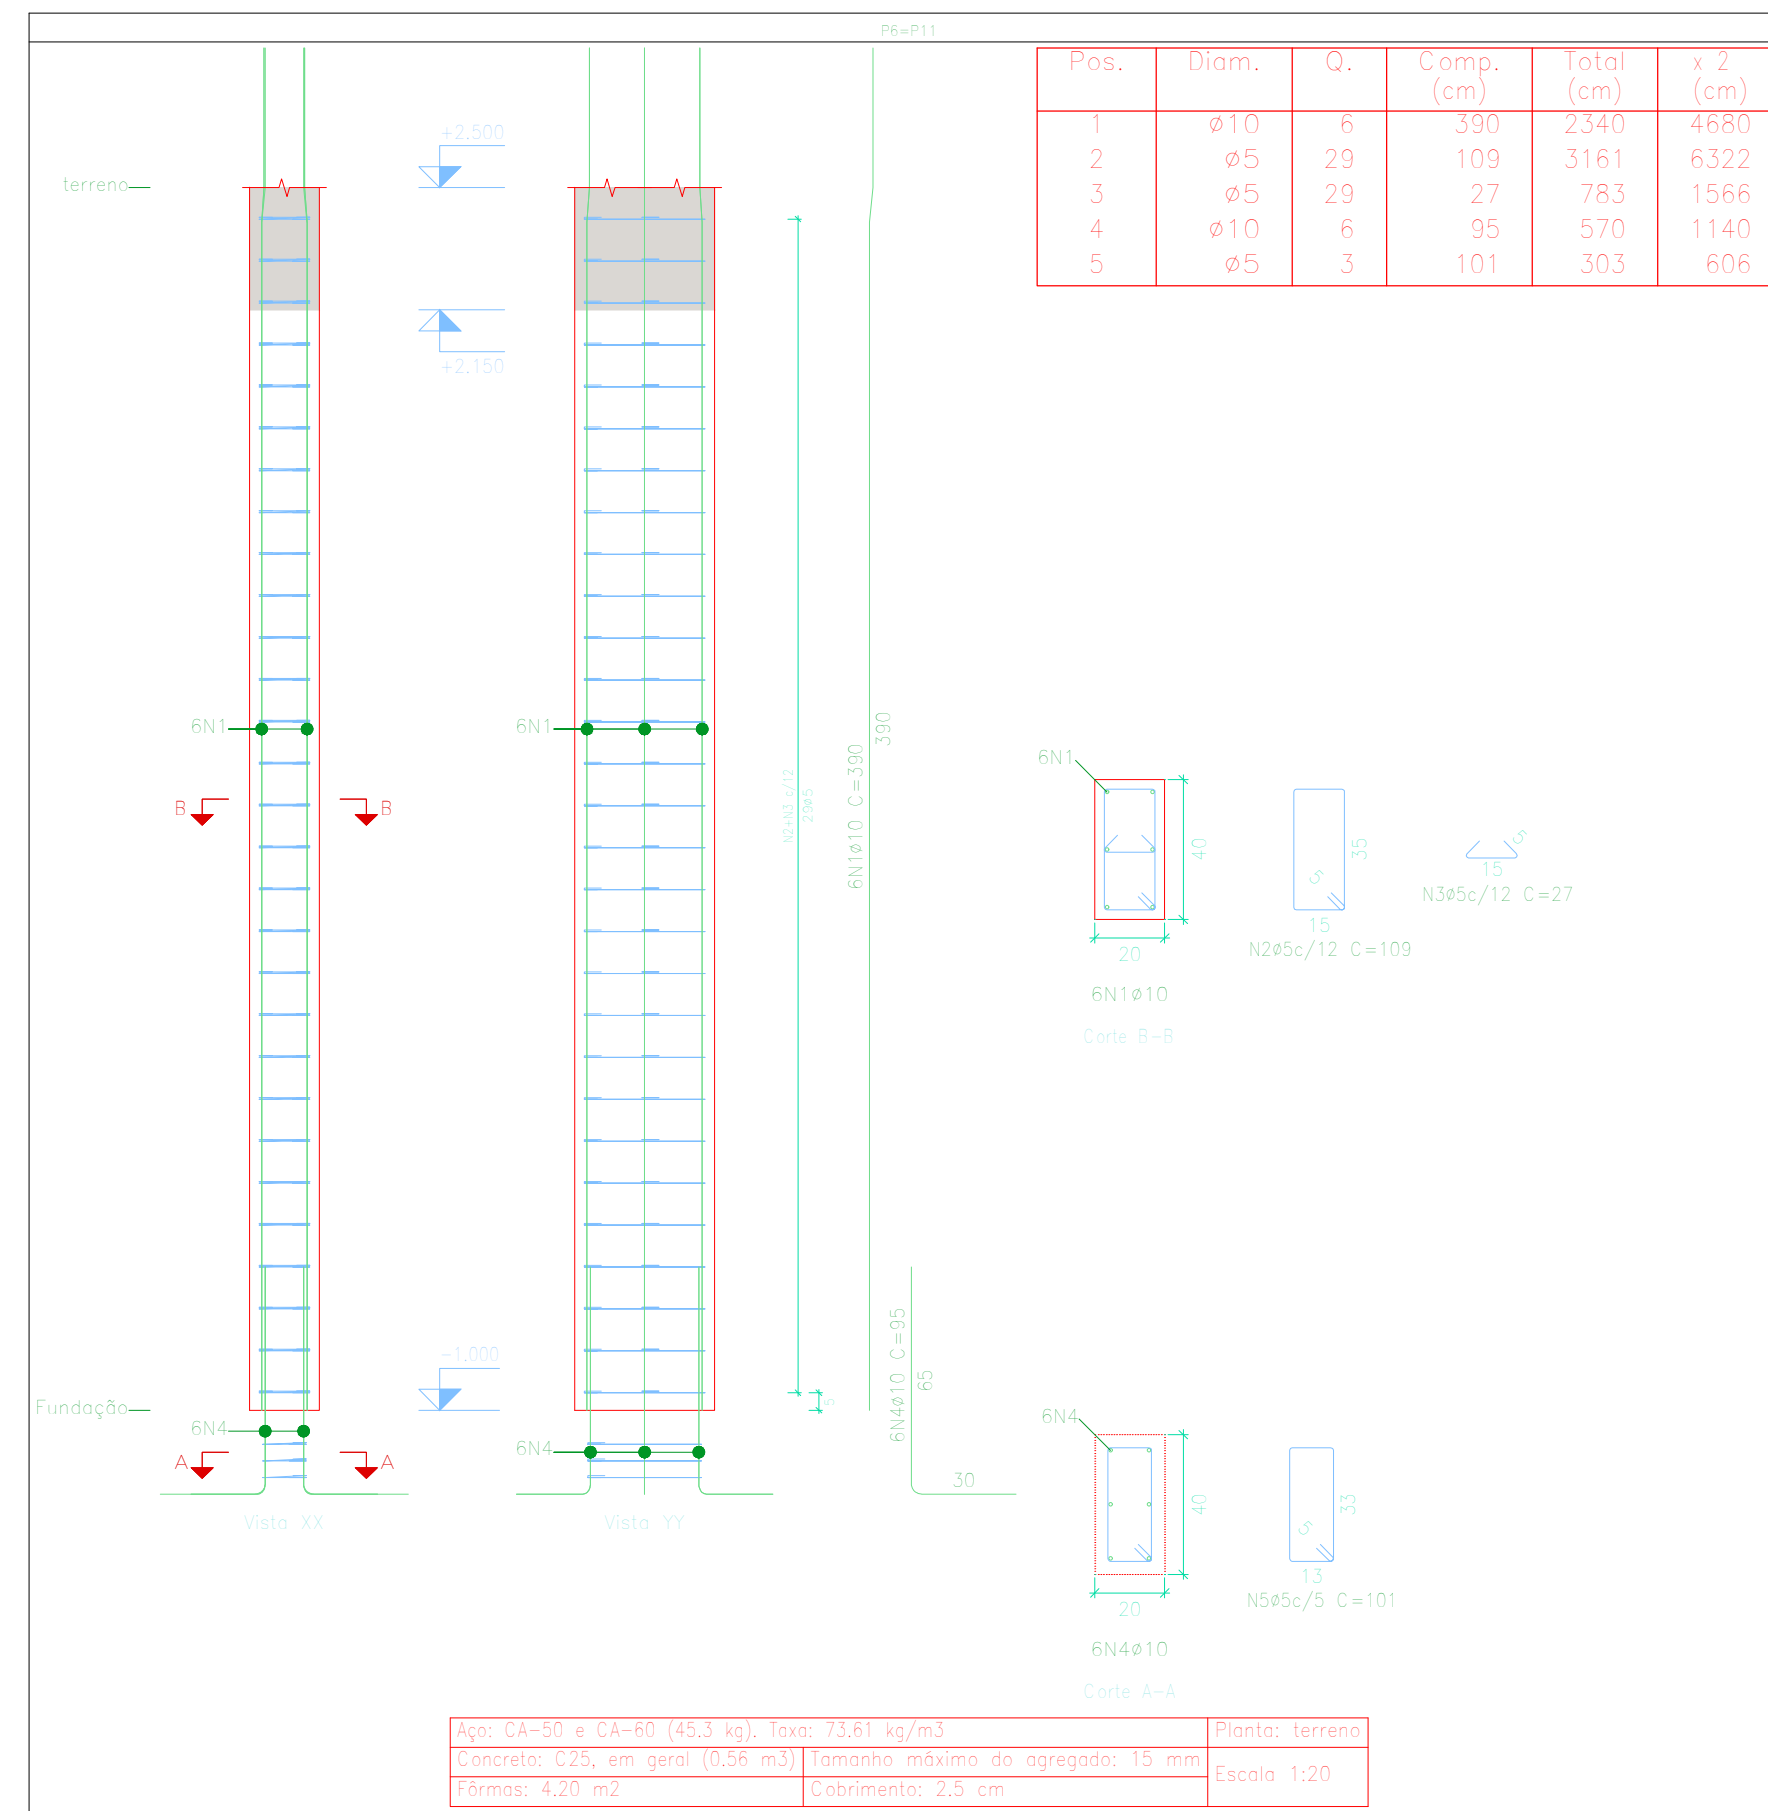 P6=P11
Pos. Diam. Q. Comp. (cm) Total (cm) x 2 (cm)
1 ø10 6 390 2340 4680
2 ø5 29 109 3161 6322
3 ø5 29 27 783 1566
4 ø10 6 95 570 1140
5 ø5 3 101 303 606
+2.500
terreno
+2.150
6N1
6N1
B B
N2+N3 c/12
29ø5
6N1ø10 C=390
390
6N1
40
20
6N1ø10
Corte B-B
35
5
15
N2ø5c/12 C=109
5
15
N3ø5c/12 C=27
-1.000
Fundação
5
6N4
6N4
A A
6N4ø10 C=95
65
30
Vista XX
Vista YY
6N4
40
20
6N4ø10
Corte A-A
33
5
13
N5ø5c/5 C=101
Aço: CA-50 e CA-60 (45.3 kg). Taxa: 73.61 kg/m3
Planta: terreno
Concreto: C25, em geral (0.56 m3)
Tamanho máximo do agregado: 15 mm
Escala 1:20
Fôrmas: 4.20 m2
Cobrimento: 2.5 cm